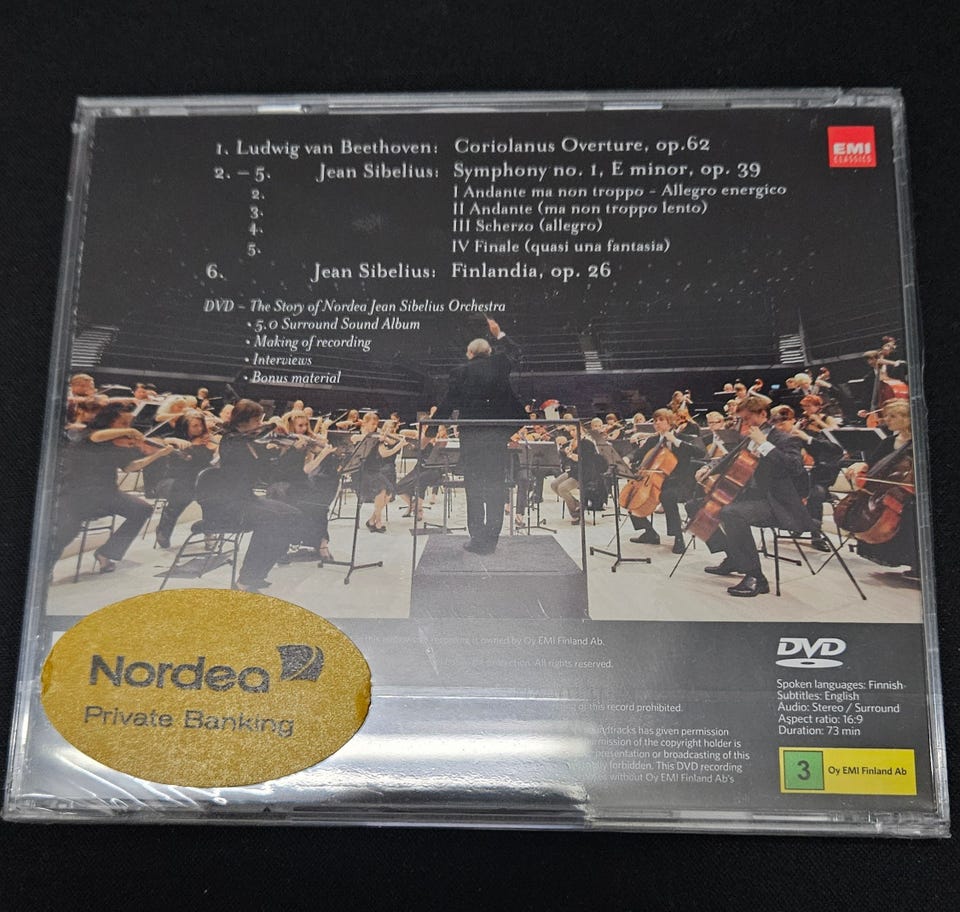 1. Ludwig van Beethoven: Coriolanus Overture, op.62
2. – 5. Jean Sibelius: Symphony no. 1, E minor, op. 39
2. I Andante ma non troppo – Allegro energico
3. II Andante (ma non troppo lento)
4. III Scherzo (allegro)
5. IV Finale (quasi una fantasia)
6. Jean Sibelius: Finlandia, op. 26
EMI
CLASSICS
DVD – The Story of Nordea Jean Sibelius Orchestra
• 5.0 Surround Sound Album
• Making of recording
• Interviews
• Bonus material
recording is owned by Oy EMI Finland Ab.
protection. All rights reserved.
of this record prohibited.
has given permission
of the copyright holder is
presentation or broadcasting of this
forbidden. This DVD recording
without Oy EMI Finland Ab's
Nordea
Private Banking
DVD
Spoken languages: Finnish
Subtitles: English
Audio: Stereo / Surround
Aspect ratio: 16:9
Duration: 73 min
3 Oy EMI Finland Ab